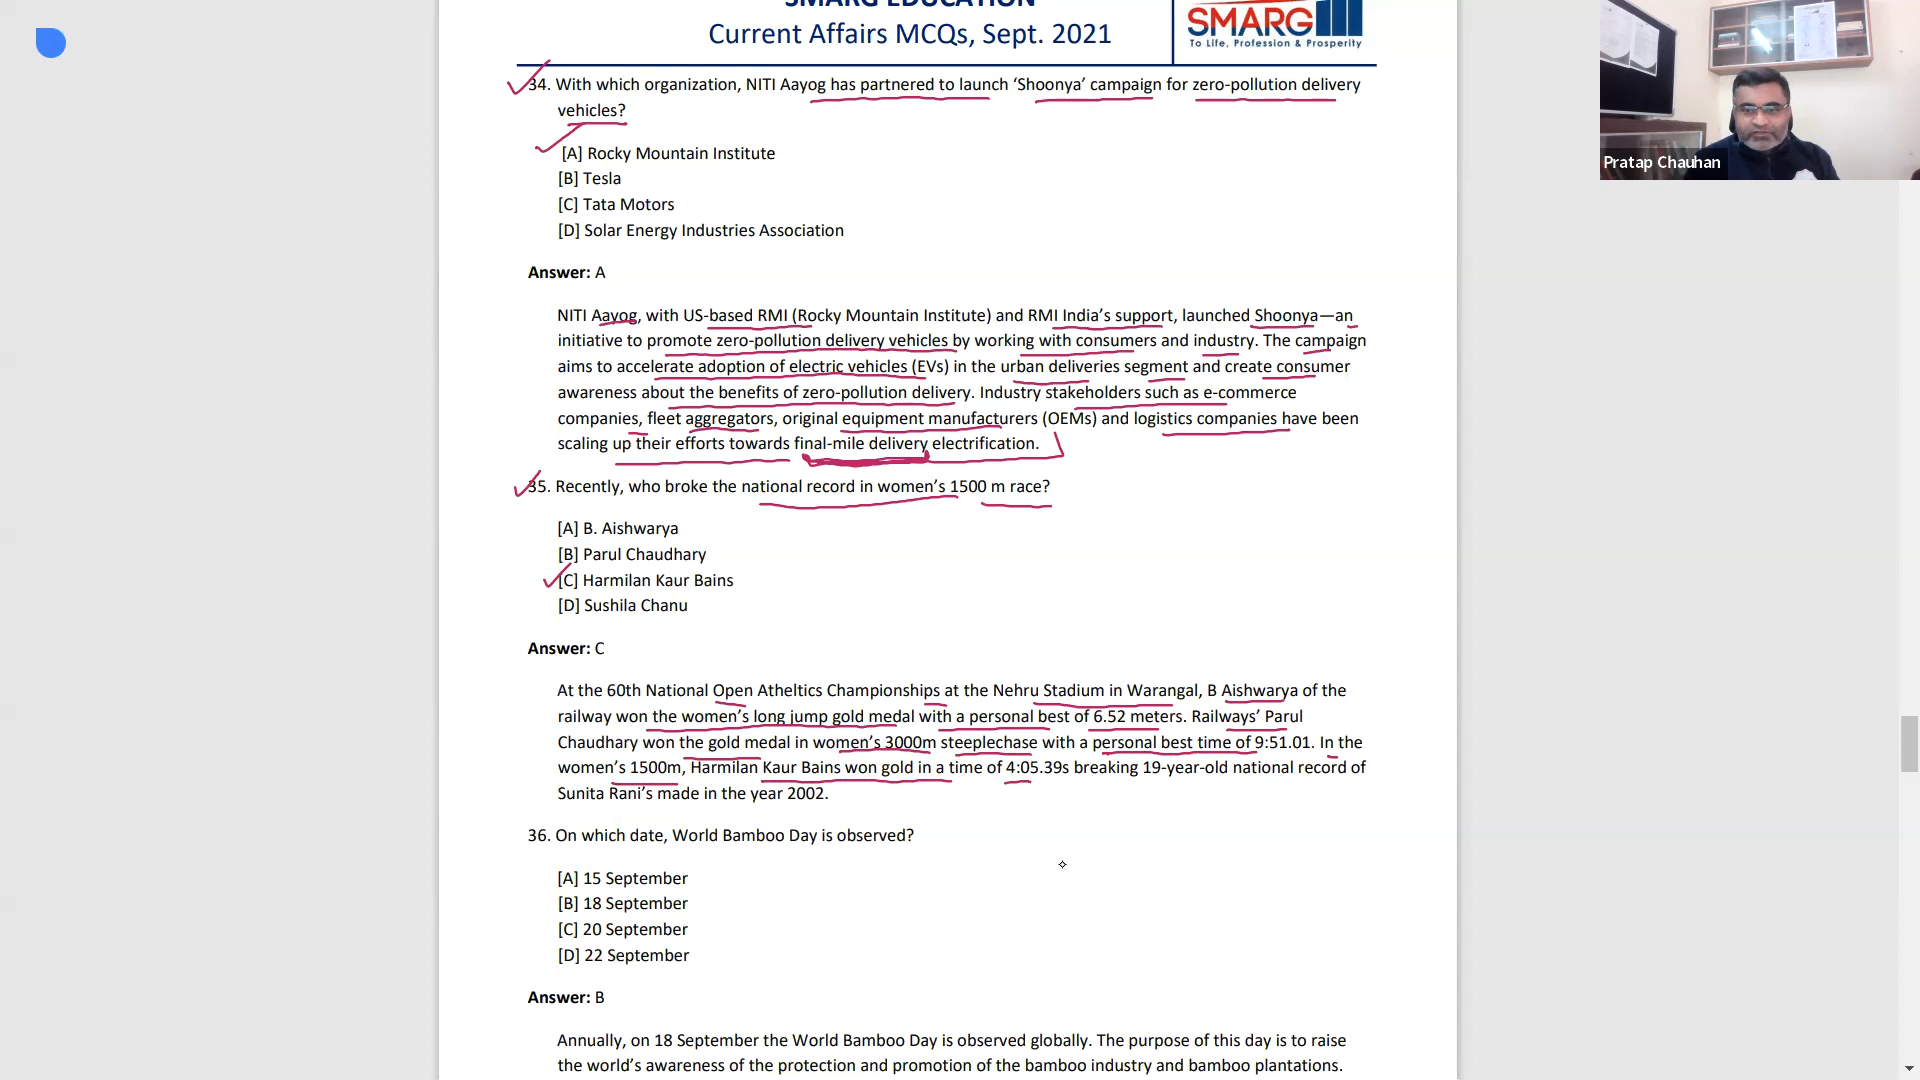 SMARG EDUCATION
Current Affairs MCQs, Sept. 2021
SMARG
To Life, Profession & Prosperity
Pratap Chauhan
34. With which organization, NITI Aayog has partnered to launch ‘Shoonya’ campaign for zero-pollution delivery
vehicles?
[A] Rocky Mountain Institute
[B] Tesla
[C] Tata Motors
[D] Solar Energy Industries Association
Answer: A
NITI Aayog, with US-based RMI (Rocky Mountain Institute) and RMI India’s support, launched Shoonya—an
initiative to promote zero-pollution delivery vehicles by working with consumers and industry. The campaign
aims to accelerate adoption of electric vehicles (EVs) in the urban deliveries segment and create consumer
awareness about the benefits of zero-pollution delivery. Industry stakeholders such as e-commerce
companies, fleet aggregators, original equipment manufacturers (OEMs) and logistics companies have been
scaling up their efforts towards final-mile delivery electrification.
35. Recently, who broke the national record in women’s 1500 m race?
[A] B. Aishwarya
[B] Parul Chaudhary
[C] Harmilan Kaur Bains
[D] Sushila Chanu
Answer: C
At the 60th National Open Atheltics Championships at the Nehru Stadium in Warangal, B Aishwarya of the
railway won the women’s long jump gold medal with a personal best of 6.52 meters. Railways’ Parul
Chaudhary won the gold medal in women’s 3000m steeplechase with a personal best time of 9:51.01. In the
women’s 1500m, Harmilan Kaur Bains won gold in a time of 4:05.39s breaking 19-year-old national record of
Sunita Rani’s made in the year 2002.
36. On which date, World Bamboo Day is observed?
[A] 15 September
[B] 18 September
[C] 20 September
[D] 22 September
Answer: B
Annually, on 18 September the World Bamboo Day is observed globally. The purpose of this day is to raise
the world’s awareness of the protection and promotion of the bamboo industry and bamboo plantations.